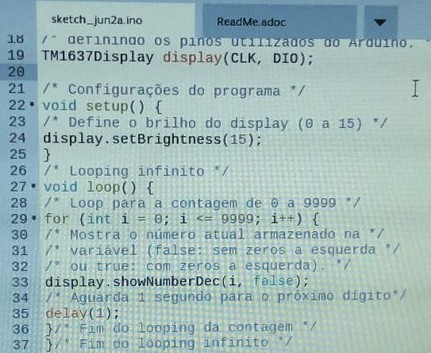 sketch_jun2a.ino
ReadMe.adoc
18 /* definindo os pinos utilizados do Arduino.
19 TM1637Display display(CLK, DIO);
20
21 /* Configurações do programa */
22 void setup() {
23 /* Define o brilho do display (0 a 15) */
24 display.setBrightness(15);
25 }
26 /* Looping infinito */
27 void loop() {
28 /* Loop para a contagem de 0 a 9999 */
29 for (int i = 0; i <= 9999; i++) {
30 /* Mostra o número atual armazenado na */
31 /* variável (false: sem zeros a esquerda */
32 /* ou true: com zeros a esquerda). */
33 display.showNumberDec(i, false);
34 /* Aguarda 1 segundo para o próximo dígito*/
35 delay(1);
36 }/* Fim do looping da contagem */
37 }/* Fim do looping infinito */